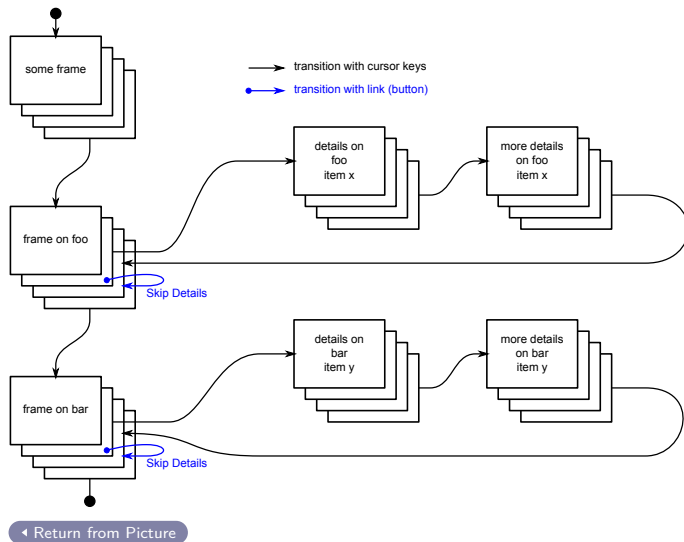 some frame
transition with cursor keys
transition with link (button)
details on
foo
item x
more details
on foo
item x
frame on foo
Skip Details
details on
bar
item y
more details
on bar
item y
frame on bar
Skip Details
Return from Picture